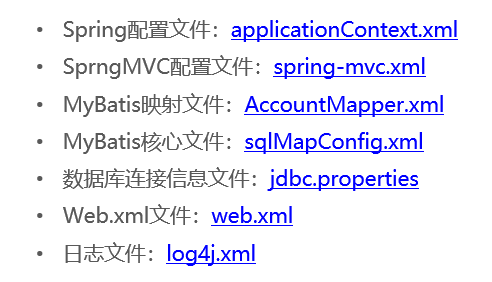 • Spring配置文件：applicationContext.xml
• SprngMVC配置文件：spring-mvc.xml
• MyBatis映射文件：AccountMapper.xml
• MyBatis核心文件：sqlMapConfig.xml
• 数据库连接信息文件：jdbc.properties
• Web.xml文件：web.xml
• 日志文件：log4j.xml